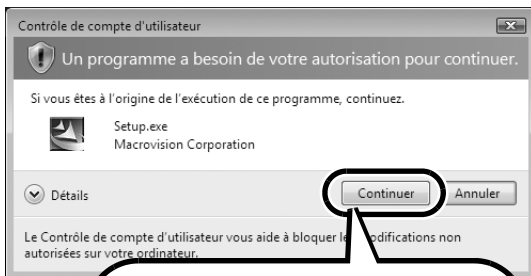 Contrôle de compte d'utilisateur
Un programme a besoin de votre autorisation pour continuer.
Si vous êtes à l'origine de l'exécution de ce programme, continuez.
Setup.exe
Macrovision Corporation
Détails
Continuer
Annuler
Le Contrôle de compte d'utilisateur vous aide à bloquer les modifications non
autorisées sur votre ordinateur.